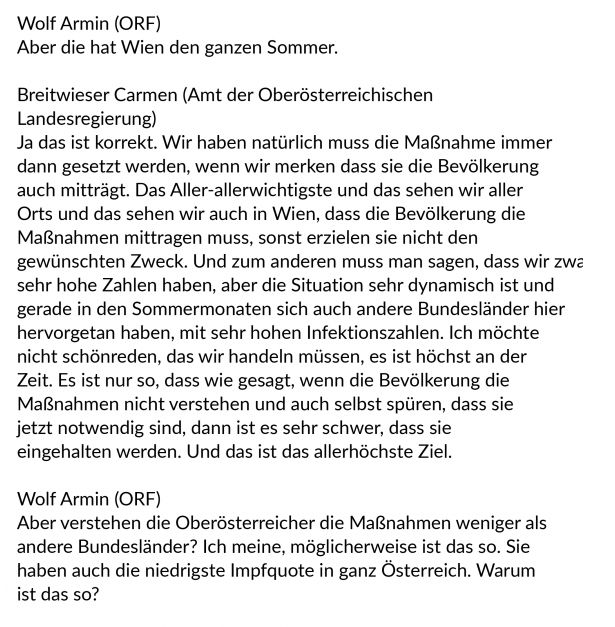 Wolf Armin (ORF)
Aber die hat Wien den ganzen Sommer.
Breitwieser Carmen (Amt der Oberösterreichischen
Landesregierung)
Ja das ist korrekt. Wir haben natürlich muss die Maßnahme immer
dann gesetzt werden, wenn wir merken dass sie die Bevölkerung
auch mitträgt. Das Aller-allerwichtigste und das sehen wir aller
Orts und das sehen wir auch in Wien, dass die Bevölkerung die
Maßnahmen mittragen muss, sonst erzielen sie nicht den
gewünschten Zweck. Und zum anderen muss man sagen, dass wir zwa
sehr hohe Zahlen haben, aber die Situation sehr dynamisch ist und
gerade in den Sommermonaten sich auch andere Bundesländer hier
hervorgetan haben, mit sehr hohen Infektionszahlen. Ich möchte
nicht schönreden, das wir handeln müssen, es ist höchst an der
Zeit. Es ist nur so, dass wie gesagt, wenn die Bevölkerung die
Maßnahmen nicht verstehen und auch selbst spüren, dass sie
jetzt notwendig sind, dann ist es sehr schwer, dass sie
eingehalten werden. Und das ist das allerhöchste Ziel.
Wolf Armin (ORF)
Aber verstehen die Oberösterreicher die Maßnahmen weniger als
andere Bundesländer? Ich meine, möglicherweise ist das so. Sie
haben auch die niedrigste Impfquote in ganz Österreich. Warum
ist das so?